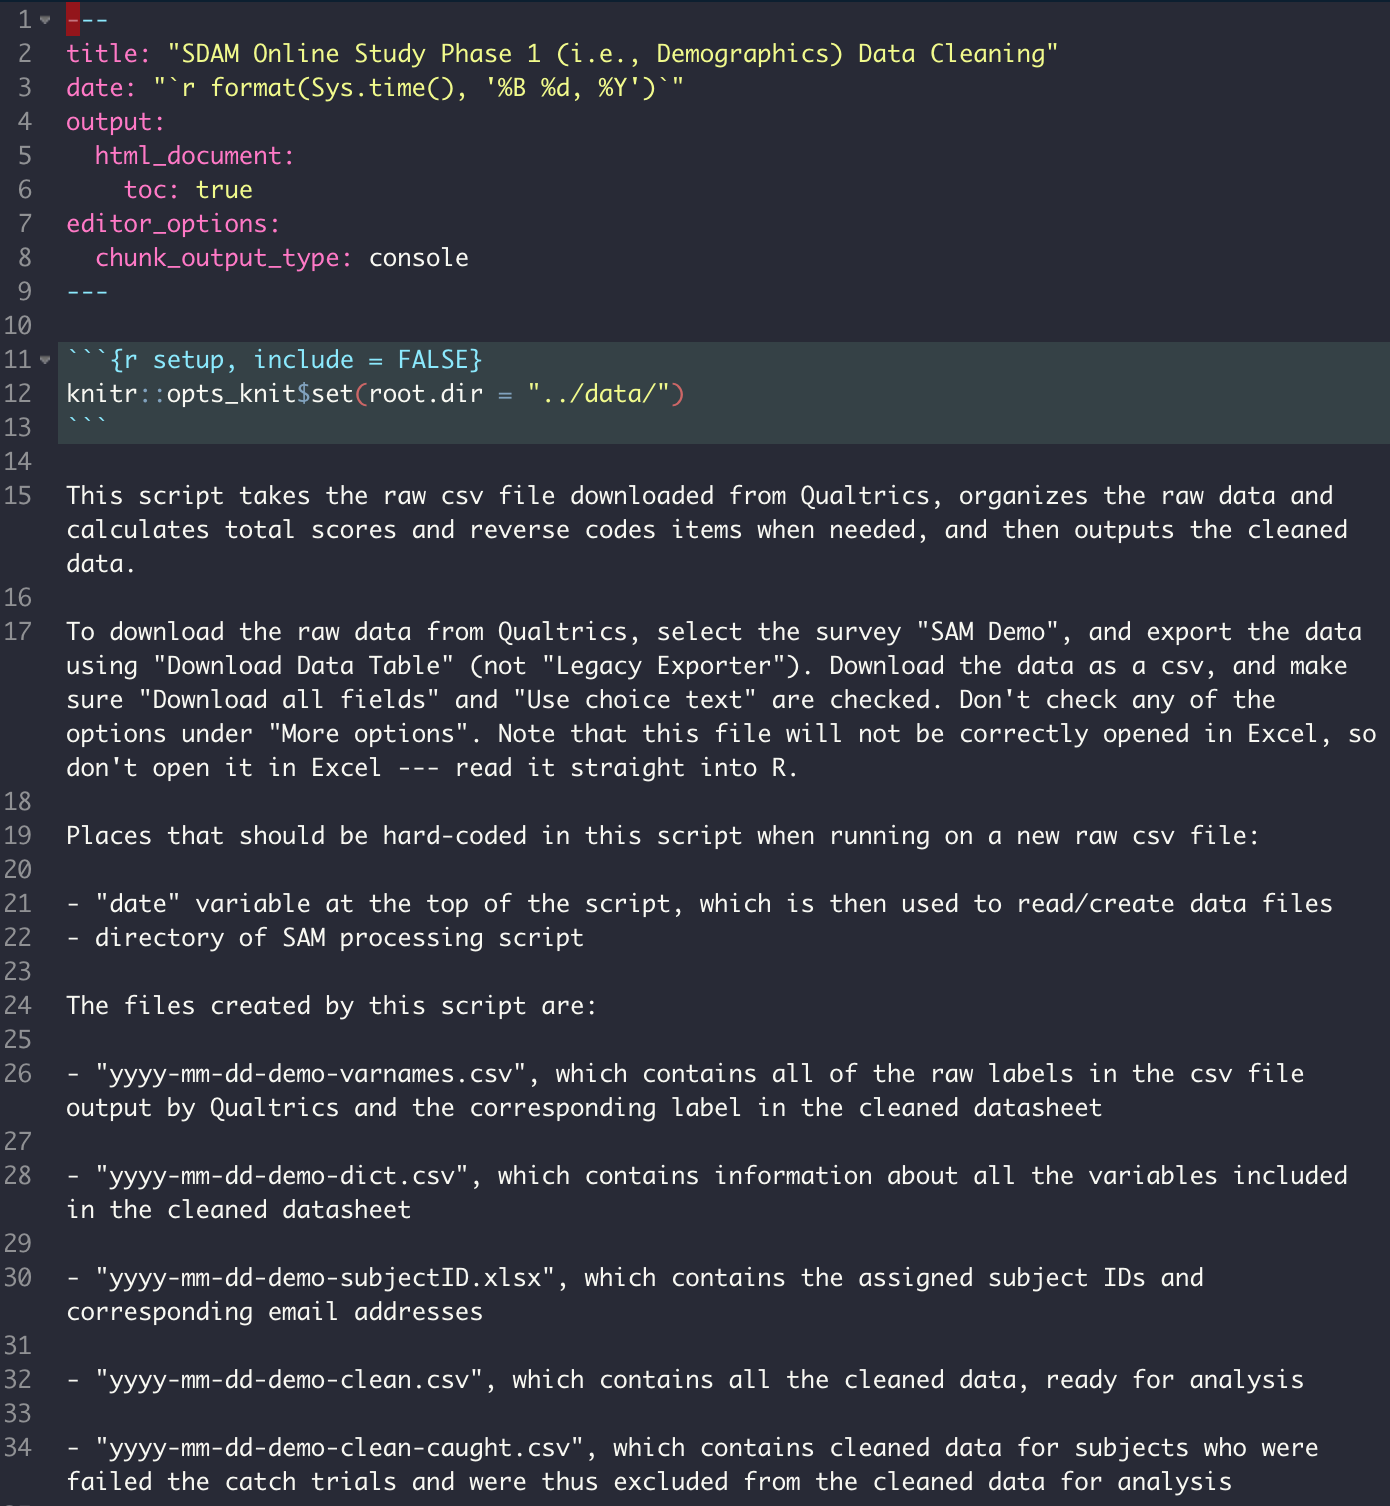 1 ---
2 title: "SDAM Online Study Phase 1 (i.e., Demographics) Data Cleaning"
3 date: "`r format(Sys.time(), '%B %d, %Y')`"
4 output:
5   html_document:
6     toc: true
7 editor_options:
8   chunk_output_type: console
9 ---
10
11 ```{r setup, include = FALSE}
12 knitr::opts_knit$set(root.dir = "../data/")
13 ```
14
15 This script takes the raw csv file downloaded from Qualtrics, organizes the raw data and
calculates total scores and reverse codes items when needed, and then outputs the cleaned
data.
16
17 To download the raw data from Qualtrics, select the survey "SAM Demo", and export the data
using "Download Data Table" (not "Legacy Exporter"). Download the data as a csv, and make
sure "Download all fields" and "Use choice text" are checked. Don't check any of the
options under "More options". Note that this file will not be correctly opened in Excel, so
don't open it in Excel --- read it straight into R.
18
19 Places that should be hard-coded in this script when running on a new raw csv file:
20
21 - "date" variable at the top of the script, which is then used to read/create data files
22 - directory of SAM processing script
23
24 The files created by this script are:
25
26 - "yyyy-mm-dd-demo-varnames.csv", which contains all of the raw labels in the csv file
output by Qualtrics and the corresponding label in the cleaned datasheet
27
28 - "yyyy-mm-dd-demo-dict.csv", which contains information about all the variables included
in the cleaned datasheet
29
30 - "yyyy-mm-dd-demo-subjectID.xlsx", which contains the assigned subject IDs and
corresponding email addresses
31
32 - "yyyy-mm-dd-demo-clean.csv", which contains all the cleaned data, ready for analysis
33
34 - "yyyy-mm-dd-demo-clean-caught.csv", which contains cleaned data for subjects who were
failed the catch trials and were thus excluded from the cleaned data for analysis